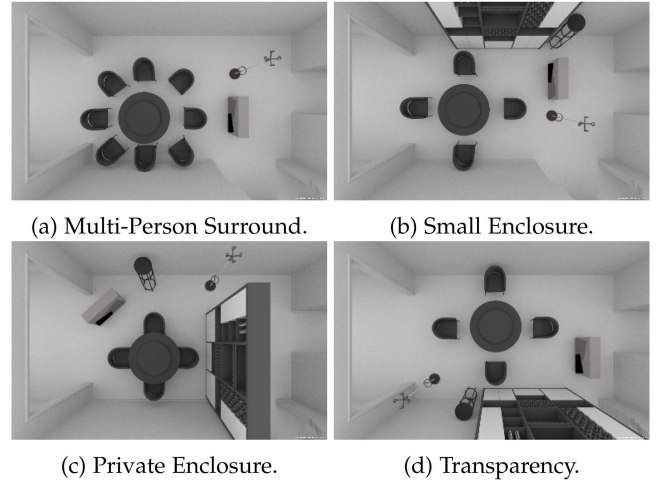 (a) Multi-Person Surround.
(b) Small Enclosure.
(c) Private Enclosure.
(d) Transparency.